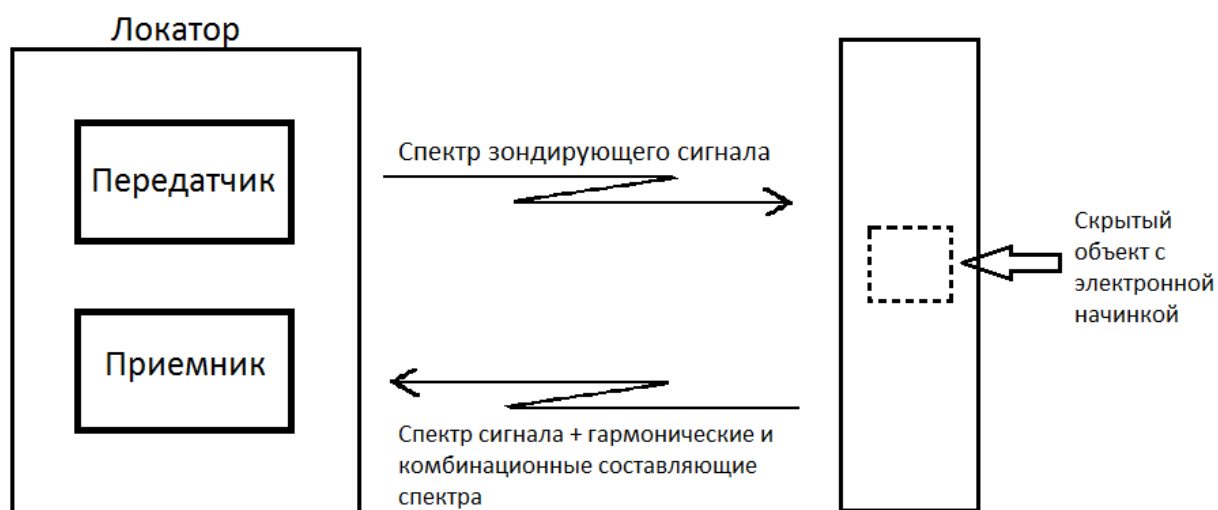 Локатор
Передатчик
Спектр зондирующего сигнала
Скрытый
объект с
электронной
начинкой
Приемник
Спектр сигнала + гармонические и
комбинационные составляющие
спектра